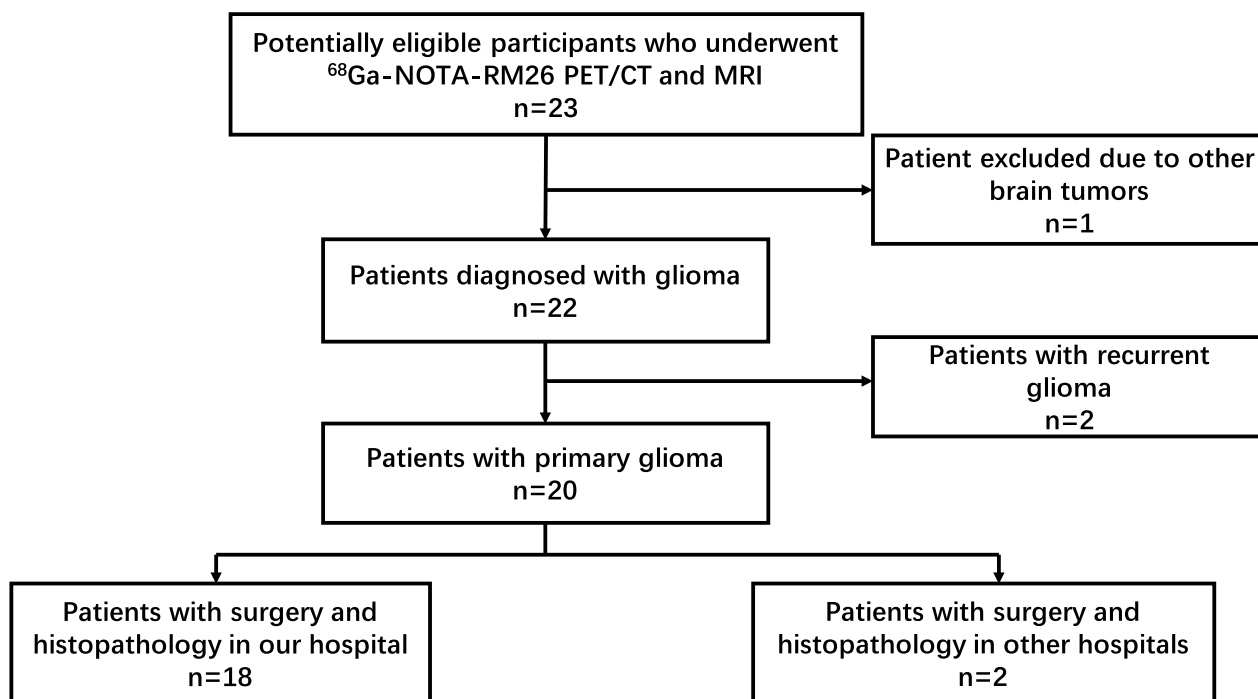 Potentially eligible participants who underwent
⁶⁸Ga-NOTA-RM26 PET/CT and MRI
n=23
Patient excluded due to other
brain tumors
n=1
Patients diagnosed with glioma
n=22
Patients with recurrent
glioma
n=2
Patients with primary glioma
n=20
Patients with surgery and
histopathology in our hospital
n=18
Patients with surgery and
histopathology in other hospitals
n=2